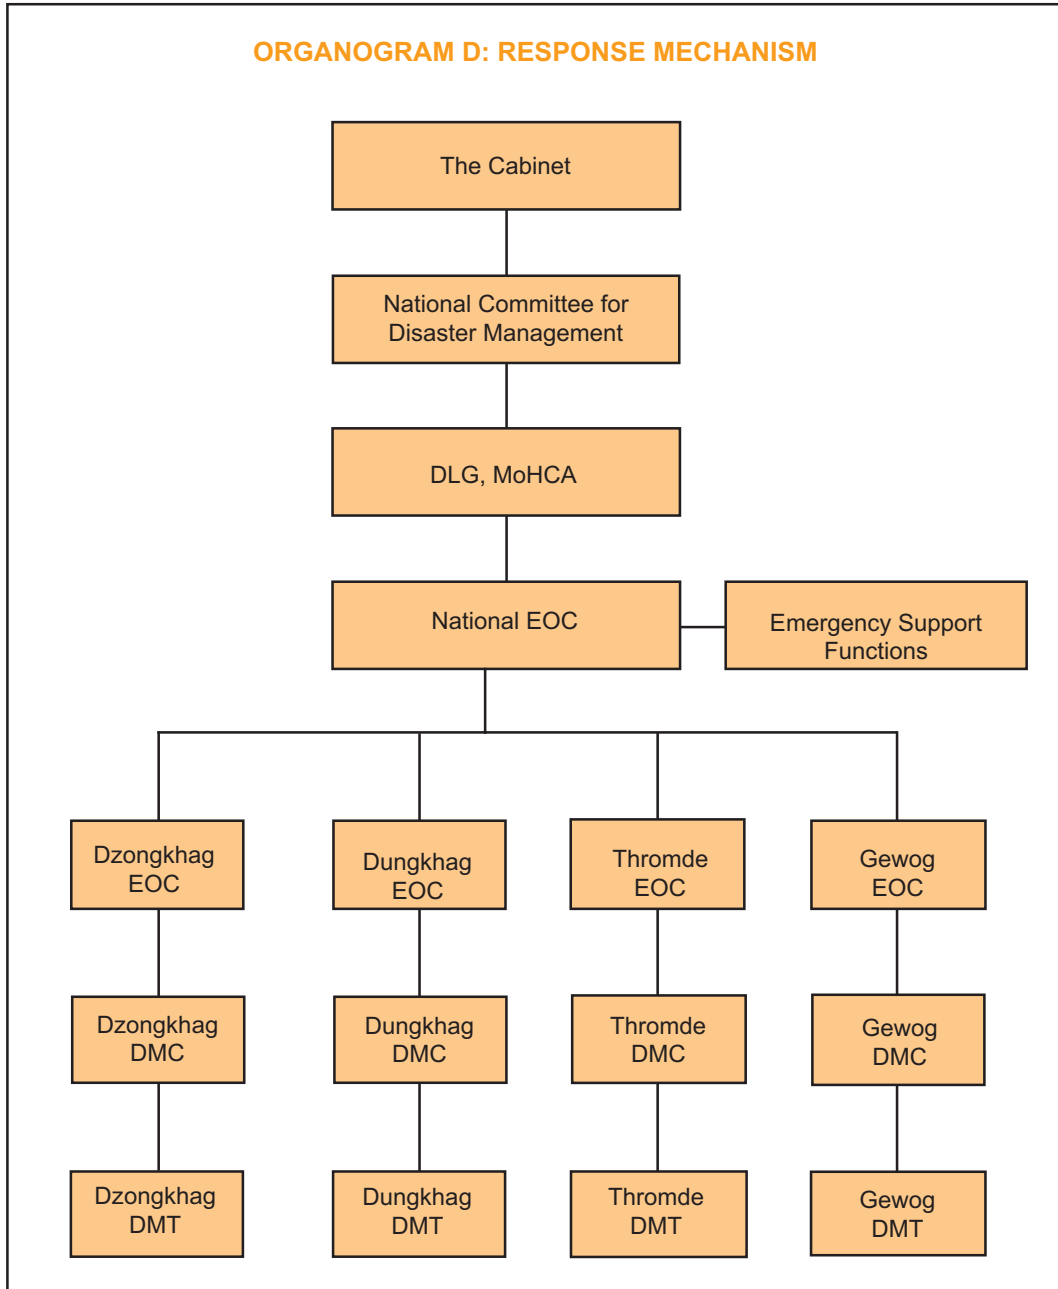 ORGANOGRAM D: RESPONSE MECHANISM
The Cabinet
National Committee for
Disaster Management
DLG, MoHCA
National EOC
Emergency Support
Functions
Dzongkhag
EOC
Dungkhag
EOC
Thromde
EOC
Gewog
EOC
Dzongkhag
DMC
Dungkhag
DMC
Thromde
DMC
Gewog
DMC
Dzongkhag
DMT
Dungkhag
DMT
Thromde
DMT
Gewog
DMT